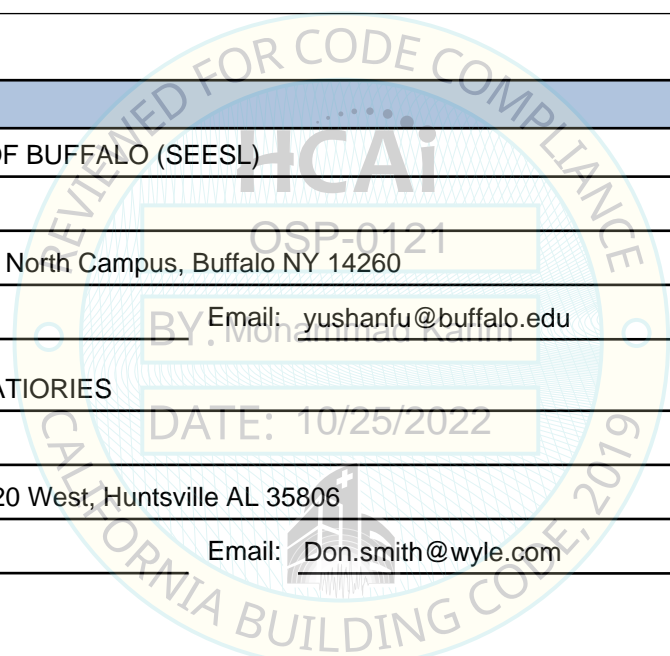 REVIEWED FOR CODE COMPLIANCE
HCAi
OF BUFFALO (SEESL)
OSP-0121
North Campus, Buffalo NY 14260
Email: yushanfu@buffalo.edu
BY: Mohammad Karim
ATIORIES
DATE: 10/25/2022
20 West, Huntsville AL 35806
Email: Don.smith@wyle.com
CALIFORNIA BUILDING CODE, 2019